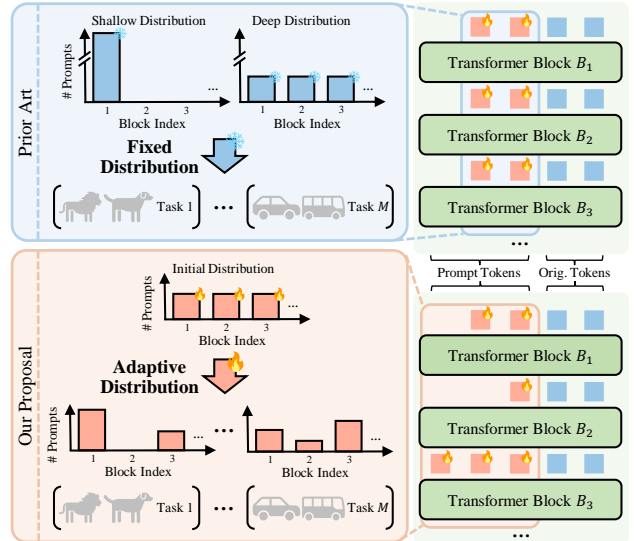 Prior Art
Shallow Distribution
# Prompts
1 2 3 ...
Block Index
Deep Distribution
1 2 3 ...
Block Index
Fixed
Distribution
Task 1 ... Task M
Transformer Block B1
Transformer Block B2
Transformer Block B3
...
Prompt Tokens Orig. Tokens
Our Proposal
Initial Distribution
# Prompts
1 2 3 ...
Block Index
Adaptive
Distribution
# Prompts
1 2 3 ...
Block Index
...
1 2 3 ...
Block Index
Task 1 ... Task M
Transformer Block B1
Transformer Block B2
Transformer Block B3
...